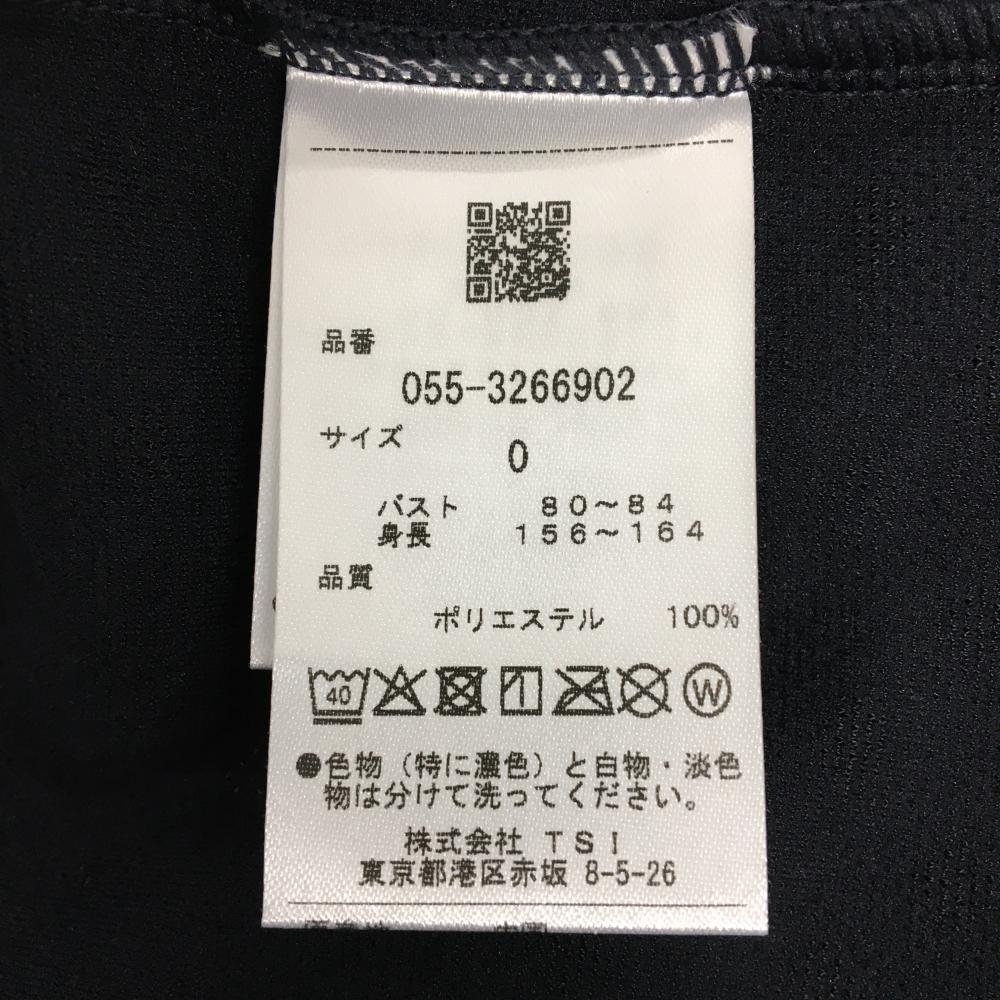 品番
055-3266902
サイズ
0
バスト 80～84
身長 156～164
品質
ポリエステル 100%
40
W
●色物（特に濃色）と白物・淡色
物は分けて洗ってください。
株式会社 TSI
東京都港区赤坂 8-5-26